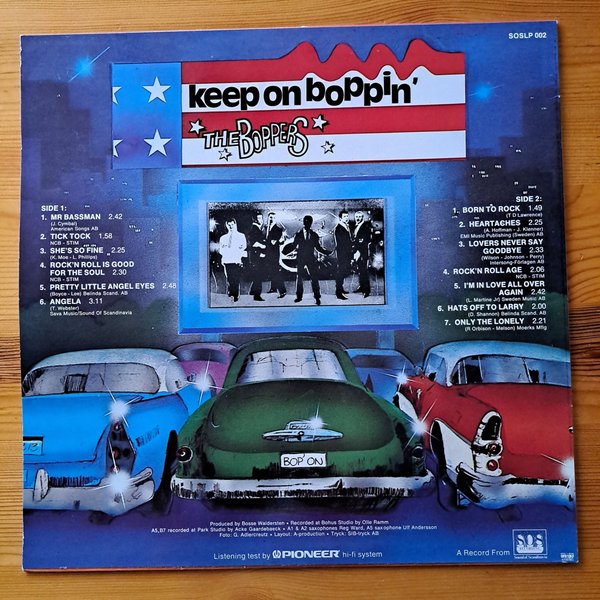 SOSLP 002
keep on boppin'
THE BOPPERS
SIDE 1:
1. MR BASSMAN 2.42
(J. Cymbal)
American Songs AB
2. TICK TOCK 1.58
NCB - STIM
3. SHE'S SO FINE 2.25
(K. Moe - L. Phillips)
4. ROCK'N ROLL IS GOOD
FOR THE SOUL 2.30
NCB - STIM
5. PRETTY LITTLE ANGEL EYES 2.48
(Boyce - Lee) Belinda Scand. AB
6. ANGELA 3.11
(T. Webster)
Seva Music/Sound Of Scandinavia
SIDE 2:
1. BORN TO ROCK 1.49
(T D Lawrence)
2. HEARTACHES 2.25
(A. Hoffman - J. Klenner)
EMI Music Publishing (Sweden) AB
3. LOVERS NEVER SAY
GOODBYE 2.33
(Wilson - Johnson - Perry)
Intersong-Förlagen AB
4. ROCK'N ROLL AGE 2.06
NCB - STIM
5. I'M IN LOVE ALL OVER
AGAIN 2.42
(L. Martine Jr) Sweden Music AB
6. HATS OFF TO LARRY 2.00
(D. Shannon) Belinda Scand. AB
7. ONLY THE LONELY 2.21
(R Orbison - Melson) Moerks Mflg
BOP' ON
Produced by Bosse Waldersten • Recorded at Bohus Studio by Olle Ramm
A5, B7 recorded at Park Studio by Acke Gaardebaeck • A1 & A2 saxophones Reg Ward, A5 saxophone Ulf Andersson
Foto: G. Adlercreutz • Layout: A-production • Tryck: SIB-tryck AB
Listening test by PIONEER hi-fi system
A Record From SOS
Sound of Scandinavia